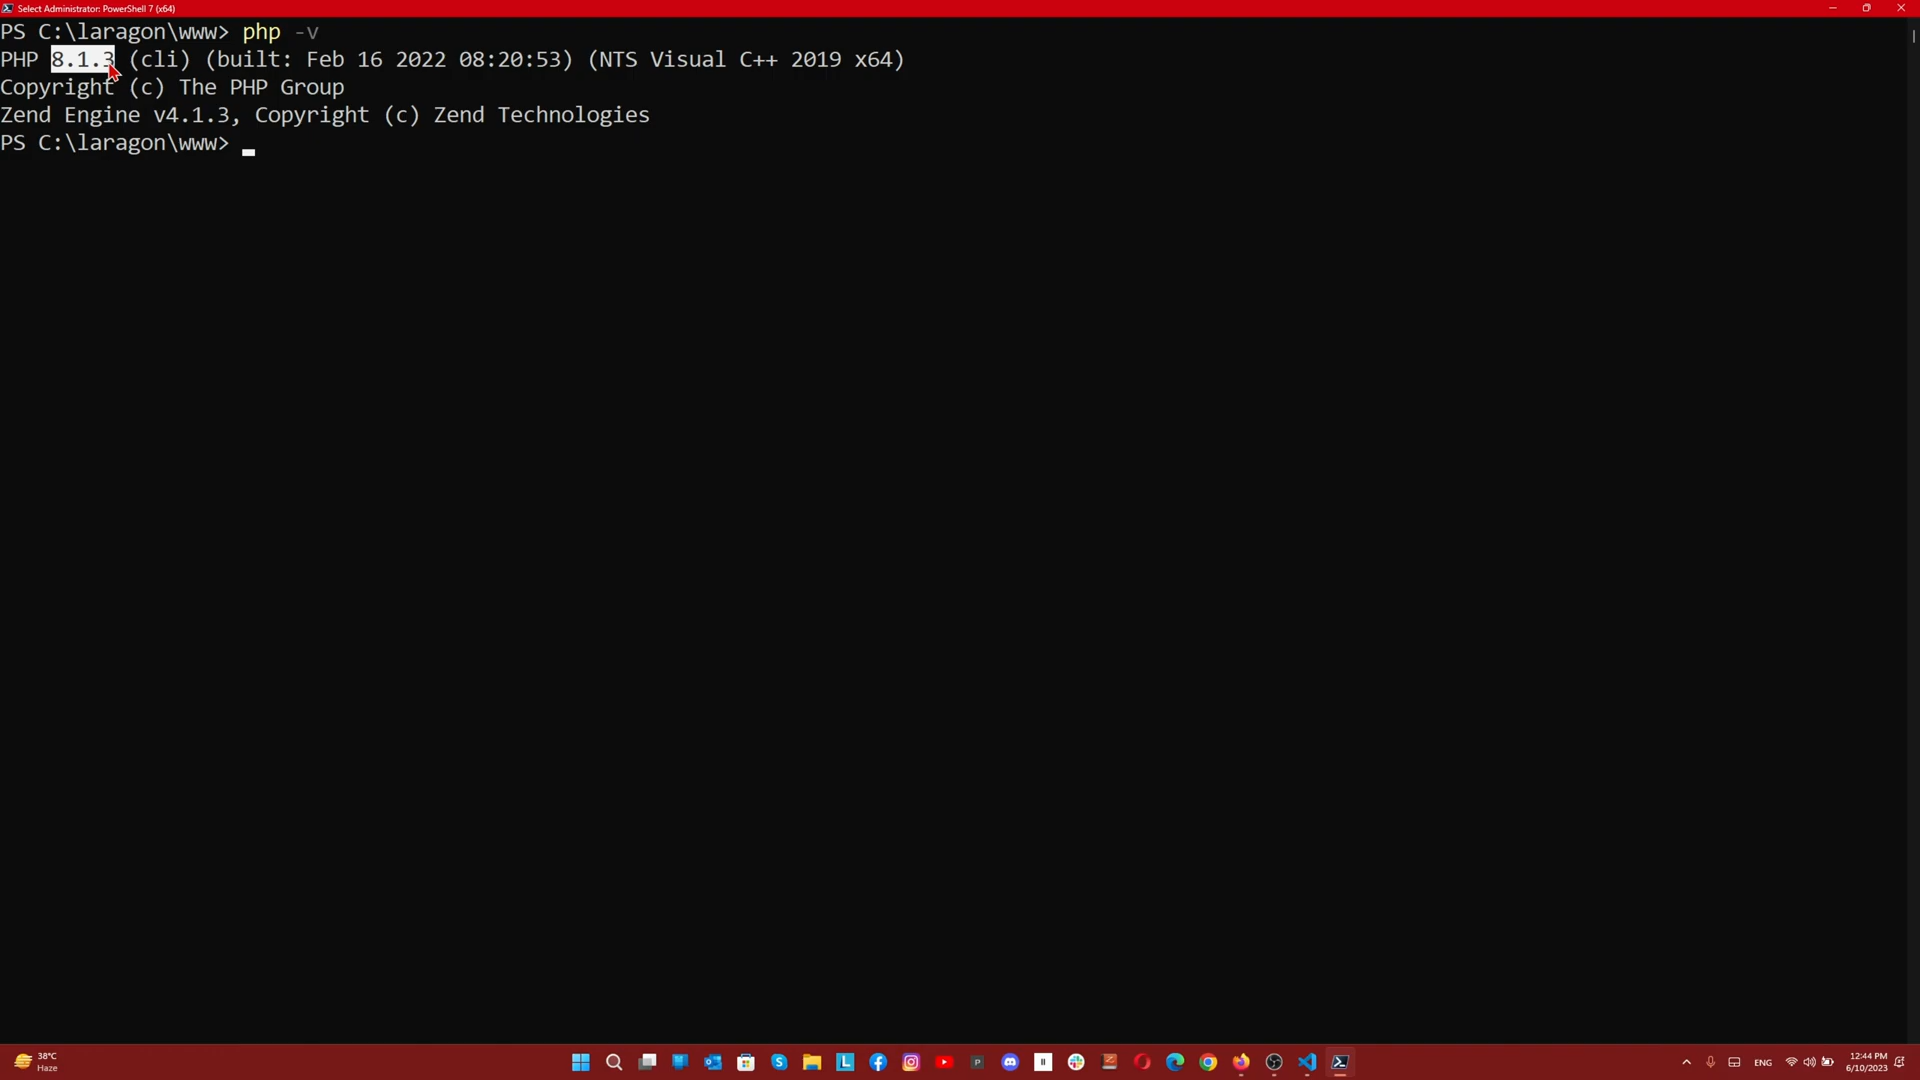 Select Administrator: PowerShell 7 (x64)
PS C:\laragon\www> php -v
PHP 8.1.3 (cli) (built: Feb 16 2022 08:20:53) (NTS Visual C++ 2019 x64)
Copyright (c) The PHP Group
Zend Engine v4.1.3, Copyright (c) Zend Technologies
PS C:\laragon\www>
38°C
Haze
ENG
12:44 PM
6/10/2023